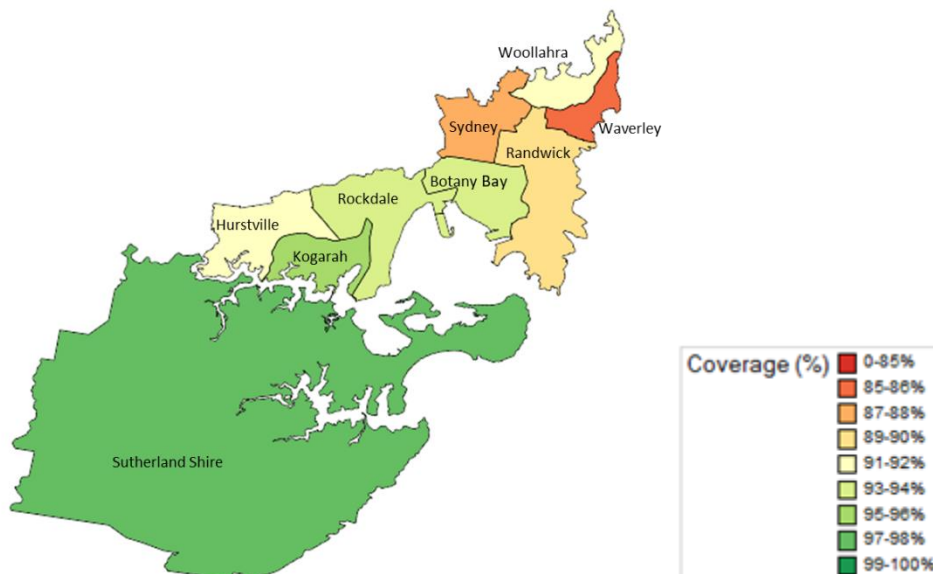 Woollahra
Sydney
Waverley
Randwick
Botany Bay
Rockdale
Hurstville
Kogarah
Sutherland Shire
Coverage (%)
0-85%
85-86%
87-88%
89-90%
91-92%
93-94%
95-96%
97-98%
99-100%